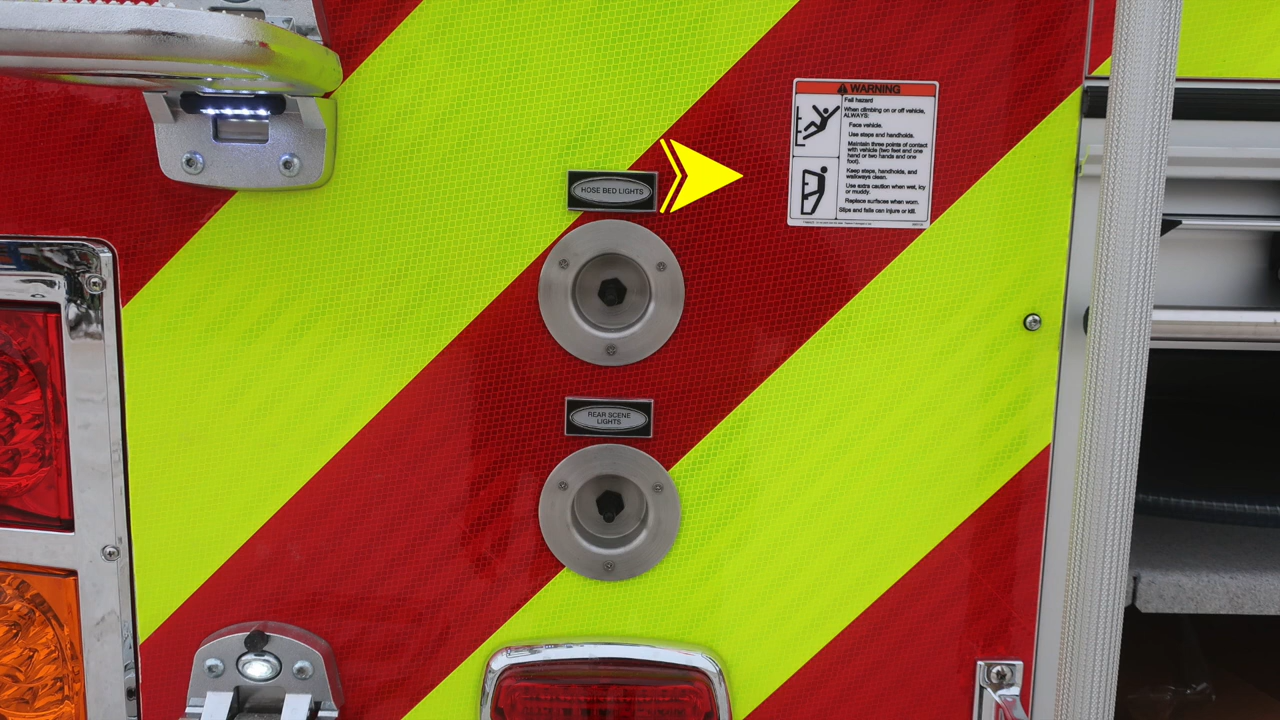 WARNING
Fall hazard
When climbing on or off vehicle,
ALWAYS:
Face vehicle.
Use steps and handholds.
Maintain three points of contact
with vehicle (two feet and one
hand or two hands and one
foot).
Keep steps, handholds, and
walkways clean.
Use extra caution when wet, icy
or muddy.
Replace surfaces when worn.
Slips and falls can injure or kill.
HOSE BED LIGHTS
REAR SCENE
LIGHTS